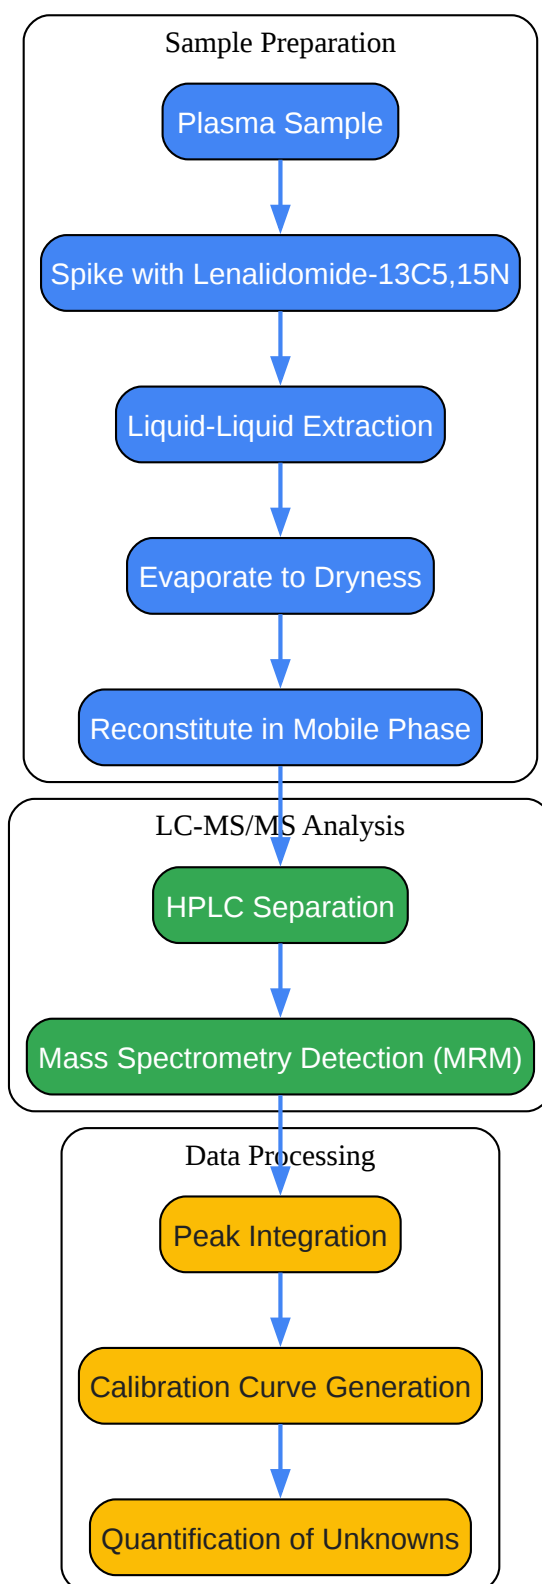 Sample Preparation
Plasma Sample
Spike with Lenalidomide-13C5,15N
Liquid-Liquid Extraction
Evaporate to Dryness
Reconstitute in Mobile Phase
LC-MS/MS Analysis
HPLC Separation
Mass Spectrometry Detection (MRM)
Data Processing
Peak Integration
Calibration Curve Generation
Quantification of Unknowns